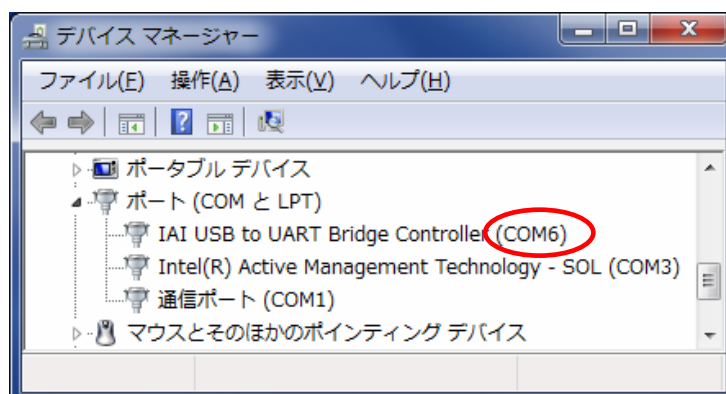 デバイス マネージャー
ファイル(F) 操作(A) 表示(V) ヘルプ(H)
ポータブル デバイス
ポート (COM と LPT)
IAI USB to UART Bridge Controller (COM6)
Intel(R) Active Management Technology - SOL (COM3)
通信ポート (COM1)
マウスとそのほかのポインティング デバイス